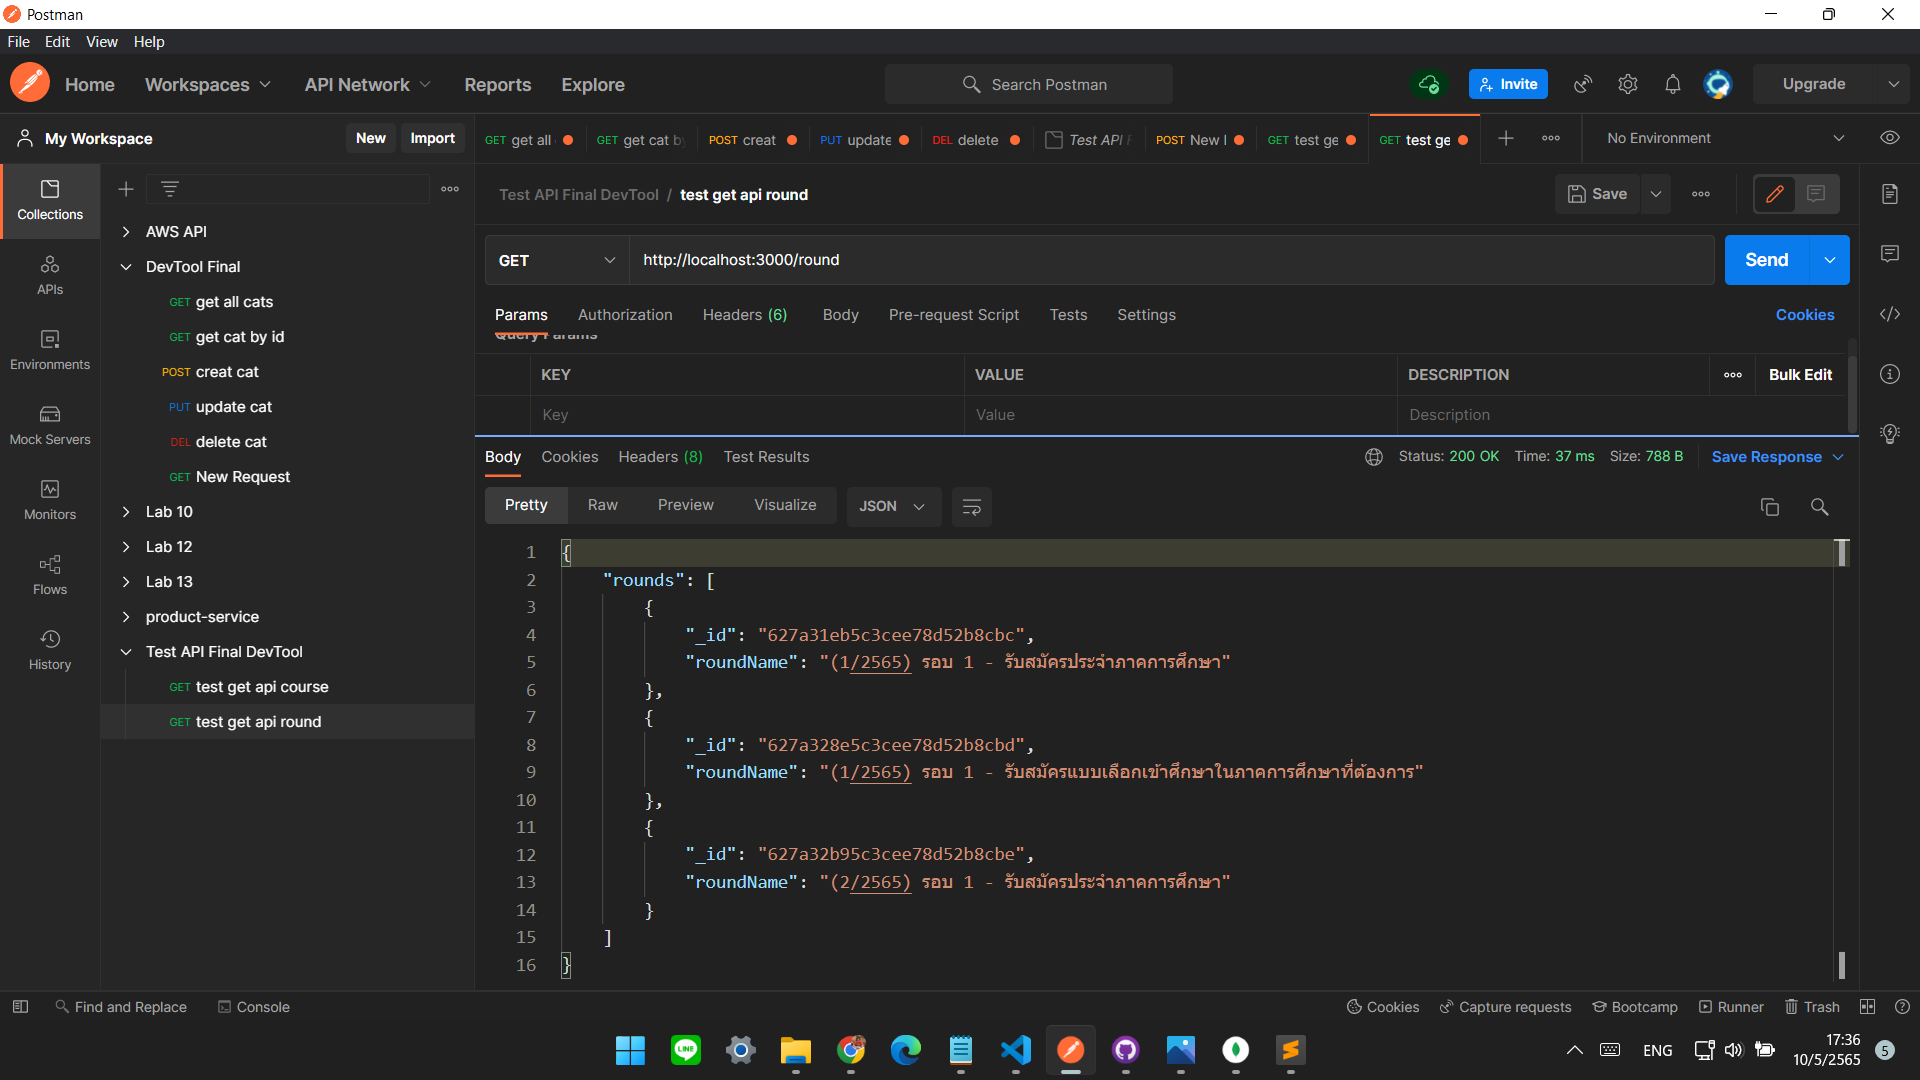 Postman
File Edit View Help
Home Workspaces API Network Reports Explore Search Postman Invite Upgrade
My Workspace New Import
GET get all GET get cat by POST creat PUT update DEL delete Test API POST New GET test ge GET test ge No Environment
Collections
APIs
Environments
Mock Servers
Monitors
Flows
History
AWS API
DevTool Final
GET get all cats
GET get cat by id
POST creat cat
PUT update cat
DEL delete cat
GET New Request
Lab 10
Lab 12
Lab 13
product-service
Test API Final DevTool
GET test get api course
GET test get api round
Test API Final DevTool / test get api round Save
GET http://localhost:3000/round Send
Params Authorization Headers (6) Body Pre-request Script Tests Settings Cookies
Query Params
KEY VALUE DESCRIPTION Bulk Edit
Key Value Description
Body Cookies Headers (8) Test Results Status: 200 OK Time: 37 ms Size: 788 B Save Response
Pretty Raw Preview Visualize JSON
1 {
2 "rounds": [
3 {
4 "_id": "627a31eb5c3cee78d52b8cbc",
5 "roundName": "(1/2565) รอบ 1 - รับสมัครประจำภาคการศึกษา"
6 },
7 {
8 "_id": "627a328e5c3cee78d52b8cbd",
9 "roundName": "(1/2565) รอบ 1 - รับสมัครแบบเลือกเข้าศึกษาในภาคการศึกษาที่ต้องการ"
10 },
11 {
12 "_id": "627a32b95c3cee78d52b8cbe",
13 "roundName": "(2/2565) รอบ 1 - รับสมัครประจำภาคการศึกษา"
14 }
15 ]
16 }
Find and Replace Console Cookies Capture requests Bootcamp Runner Trash
LINE
ENG 17:36
10/5/2565 5